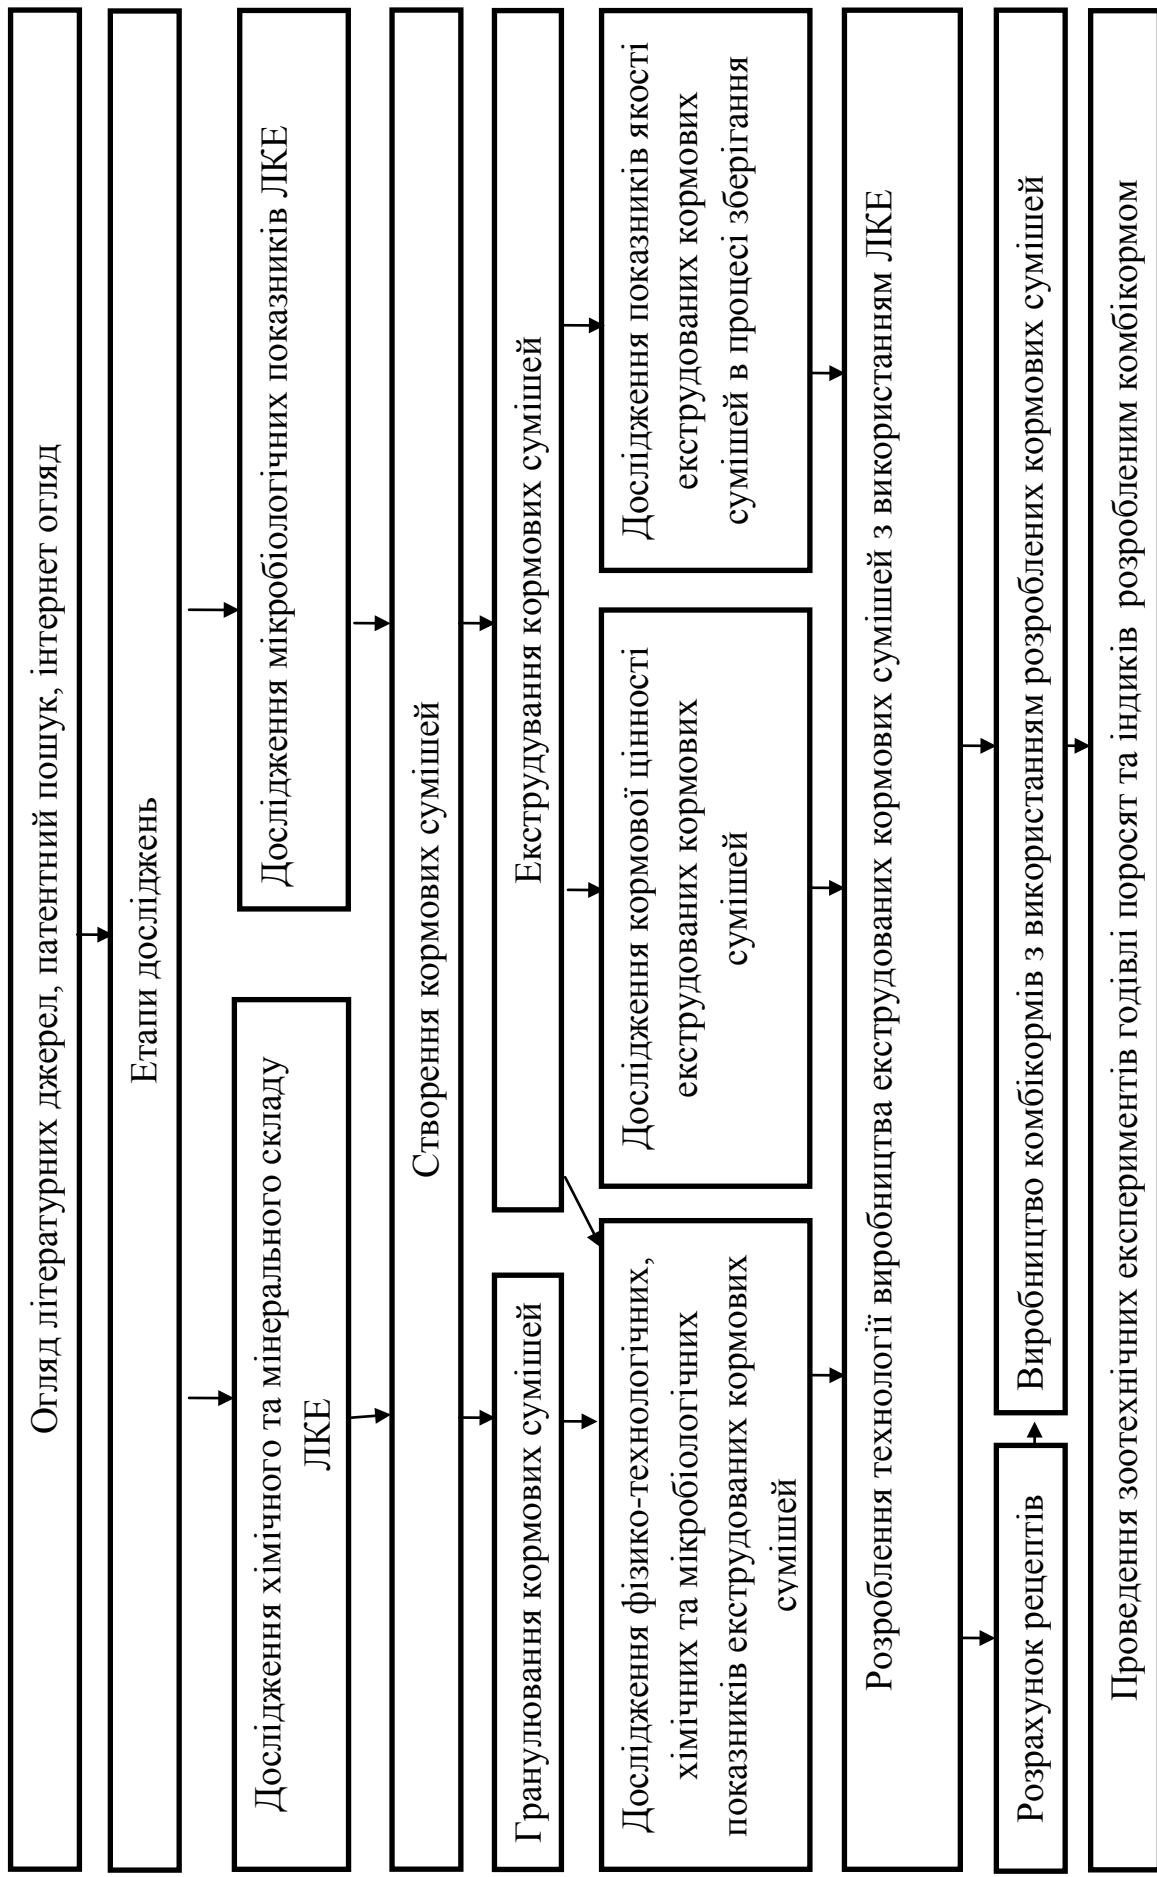 Огляд літературних джерел, патентний пошук, інтернет огляд
Етапи досліджень
Дослідження хімічного та мінерального складу
ЛКЕ
Дослідження мікробіологічних показників ЛКЕ
Створення кормових сумішей
Гранулювання кормових сумішей
Екструдування кормових сумішей
Дослідження фізико-технологічних,
хімічних та мікробіологічних
показників екструдованих кормових
сумішей
Дослідження кормової цінності
екструдованих кормових
сумішей
Дослідження показників якості
екструдованих кормових
сумішей в процесі зберігання
Розроблення технології виробництва екструдованих кормових сумішей з використанням ЛКЕ
Розрахунок рецептів
Виробництво комбікормів з використанням розроблених кормових сумішей
Проведення зоотехнічних експериментів годівлі поросят та індиків розробленим комбікормом